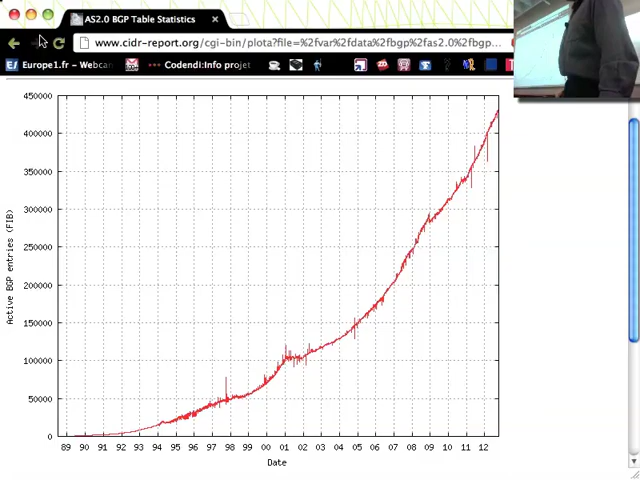 AS2.0 BGP Table Statistics
www.cidr-report.org/cgi-bin/plota?file=%2fvar%2fdata%2fbgp%2fas2.0%2fbgp...
Europe1.fr – Webcam
100+
Codendi:Info projet
450000
400000
350000
300000
250000
200000
150000
100000
50000
0
Active BGP entries (FIB)
89 90 91 92 93 94 95 96 97 98 99 00 01 02 03 04 05 06 07 08 09 10 11 12
Date